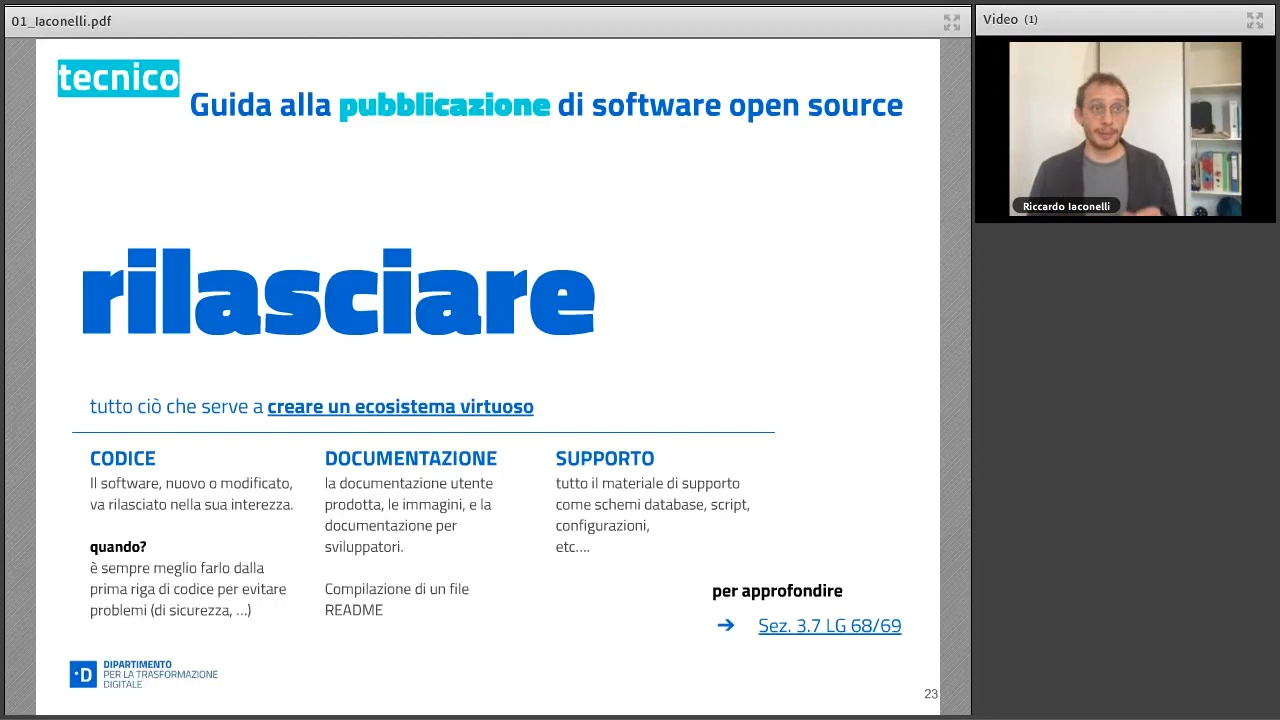 01_Iaconelli.pdf
Video (1)
tecnico
Guida alla pubblicazione di software open source
Riccardo Iaconelli
rilasciare
tutto ciò che serve a creare un ecosistema virtuoso
CODICE
Il software, nuovo o modificato,
va rilasciato nella sua interezza.
quando?
è sempre meglio farlo dalla
prima riga di codice per evitare
problemi (di sicurezza, ...)
DOCUMENTAZIONE
la documentazione utente
prodotta, le immagini, e la
documentazione per
sviluppatori.
Compilazione di un file
README
SUPPORTO
tutto il materiale di supporto
come schemi database, script,
configurazioni,
etc....
per approfondire
➔ Sez. 3.7 LG 68/69
·D
DIPARTIMENTO
PER LA TRASFORMAZIONE
DIGITALE
23